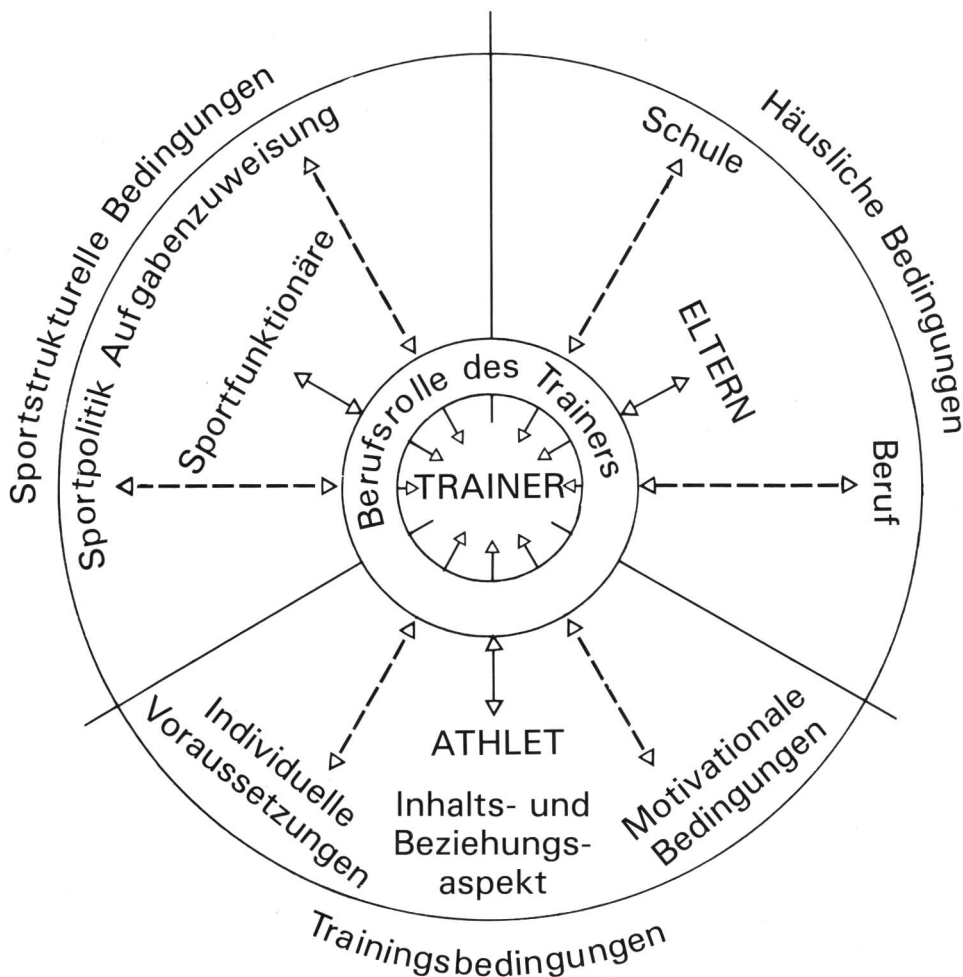 Sportstrukturelle Bedingungen
Sportpolitik Aufgabenzuweisung
Sportfunktionäre
Häusliche Bedingungen
Schule
ELTERN
Beruf
Berufsrolle des Trainers
TRAINER
Individuelle
Voraussetzungen
ATHLET
Inhalts- und
Beziehungs-
aspekt
Motivationale
Bedingungen
Trainingsbedingungen